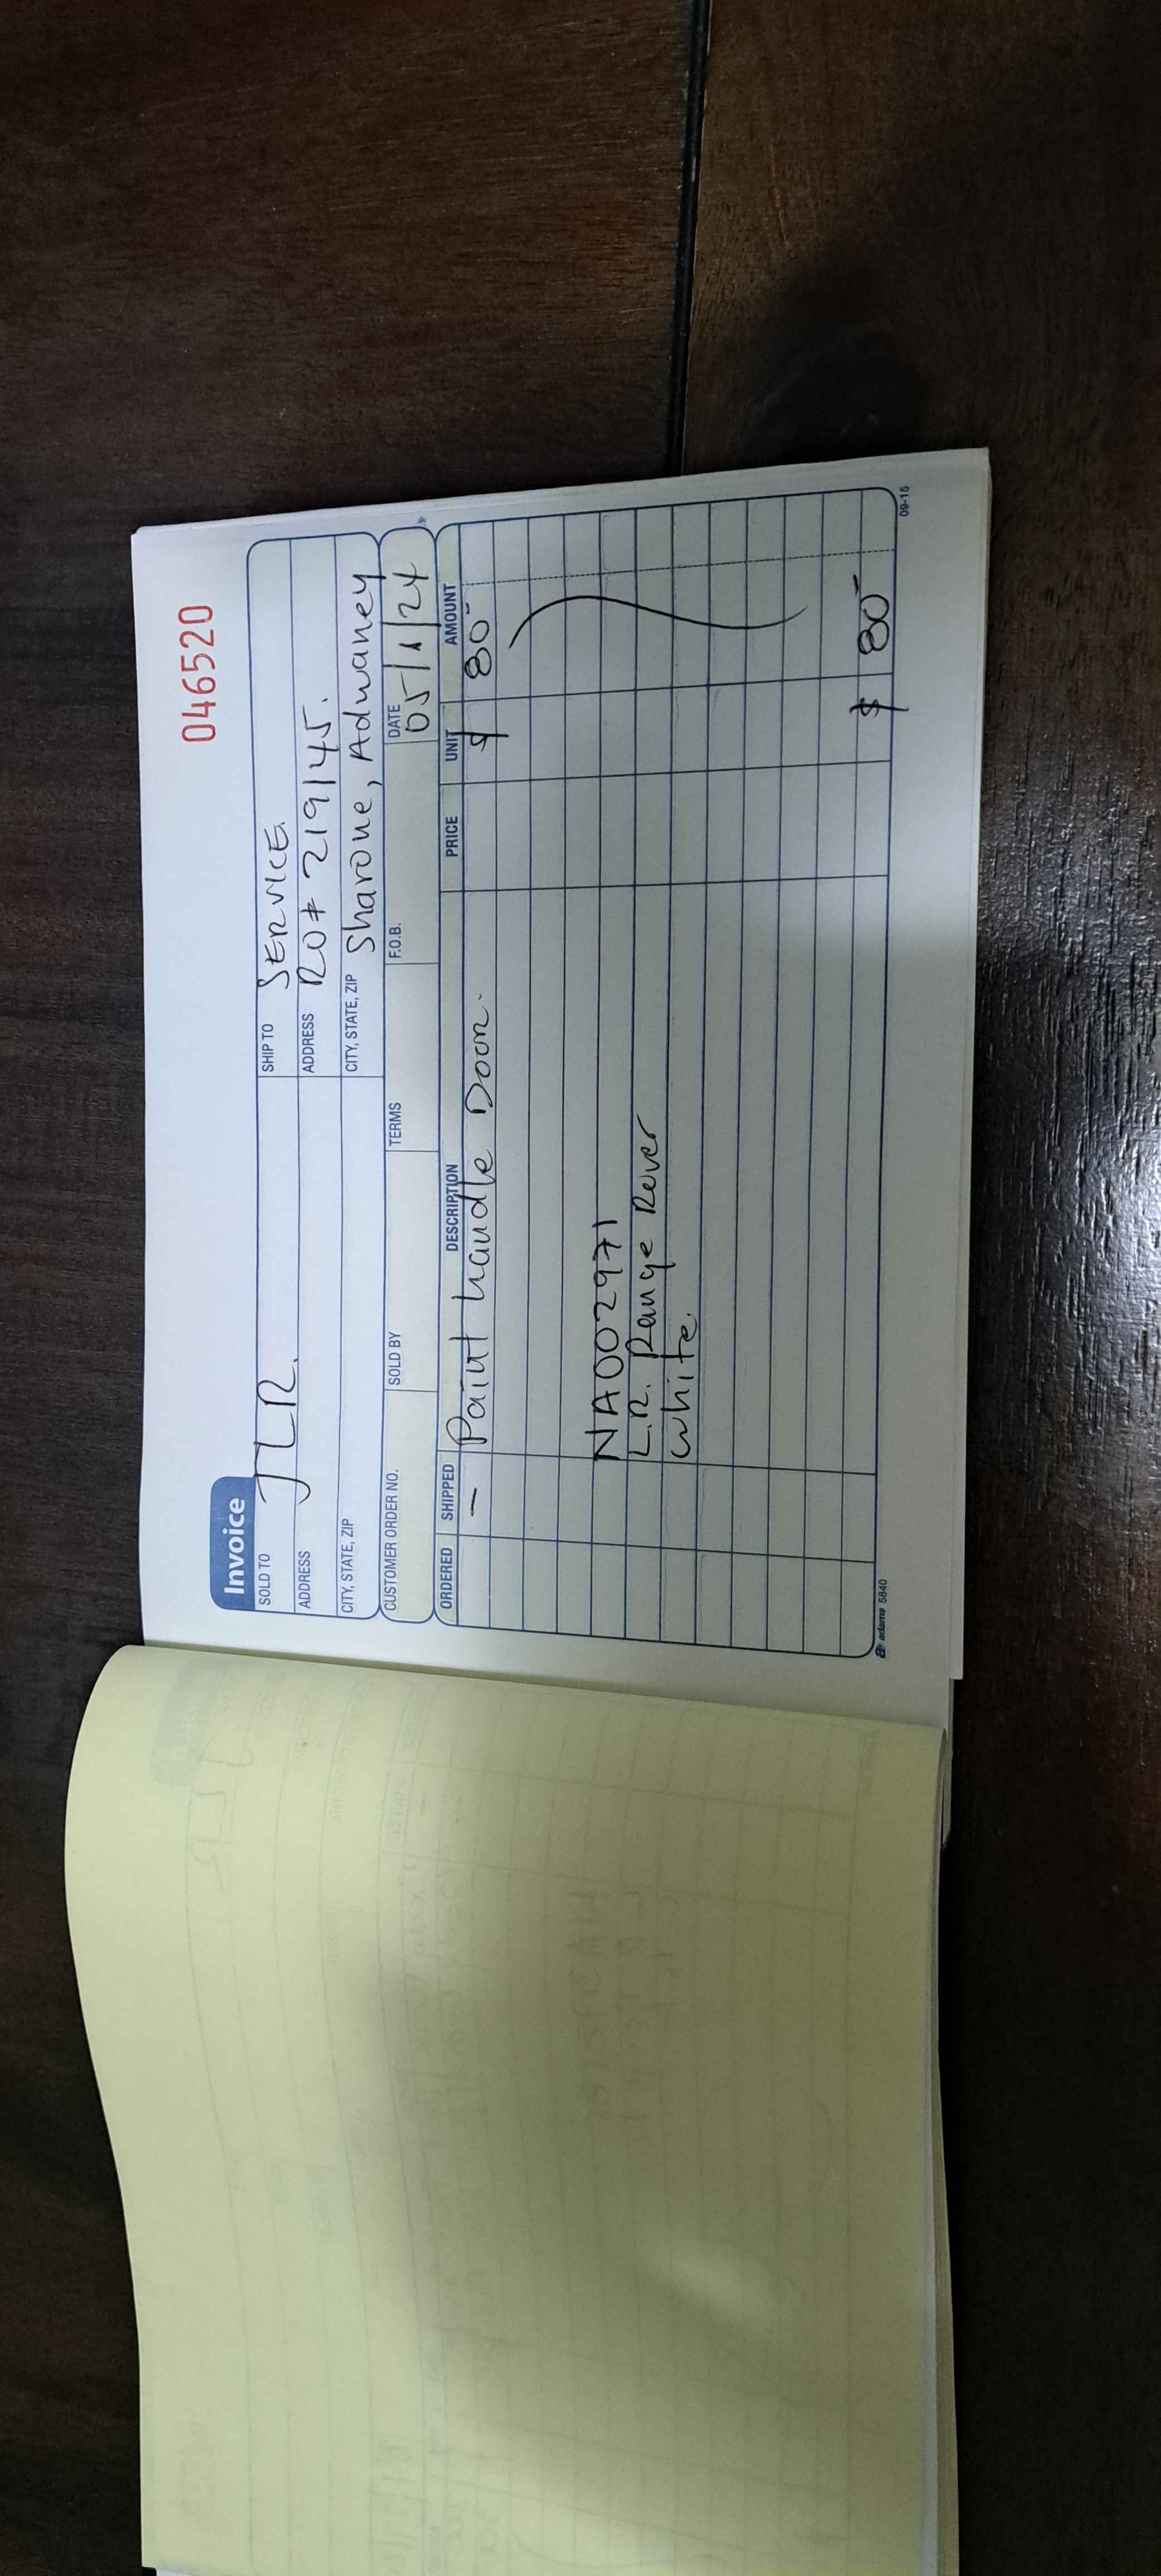 046520
Invoice
SOLD TO JLR.
SHIP TO SERVICE.
ADDRESS
ADDRESS RO# 219145.
CITY, STATE, ZIP
CITY, STATE, ZIP Sharone, Adwaney
CUSTOMER ORDER NO. SOLD BY TERMS F.O.B. DATE 05/1/24
ORDERED SHIPPED DESCRIPTION PRICE UNIT AMOUNT
— Paint handle Door. $ 80-
NA002971
L.R. Range Rover
white.
$ 80-
adams 5840
09-15